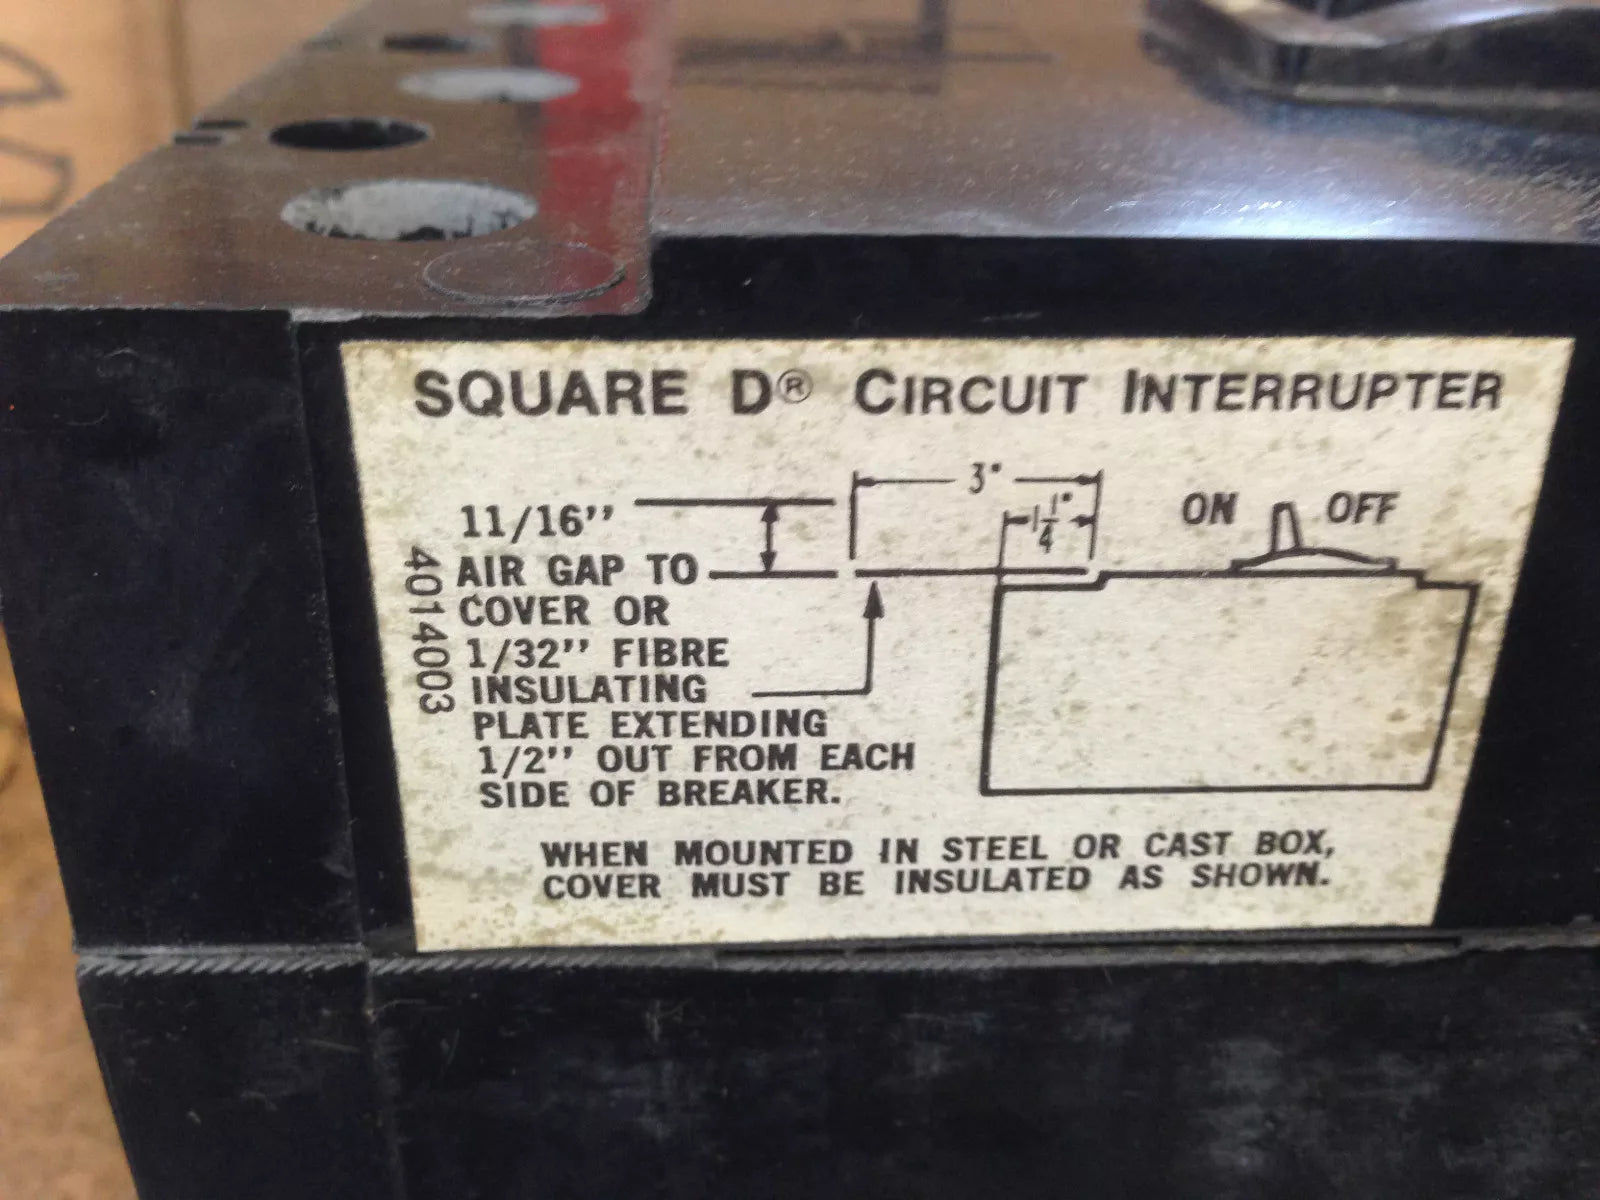 SQUARE D® CIRCUIT INTERRUPTER
3"
1 1/4"
ON OFF
11/16"
AIR GAP TO
COVER OR
1/32" FIBRE
INSULATING
PLATE EXTENDING
1/2" OUT FROM EACH
SIDE OF BREAKER.
40140003
WHEN MOUNTED IN STEEL OR CAST BOX,
COVER MUST BE INSULATED AS SHOWN.